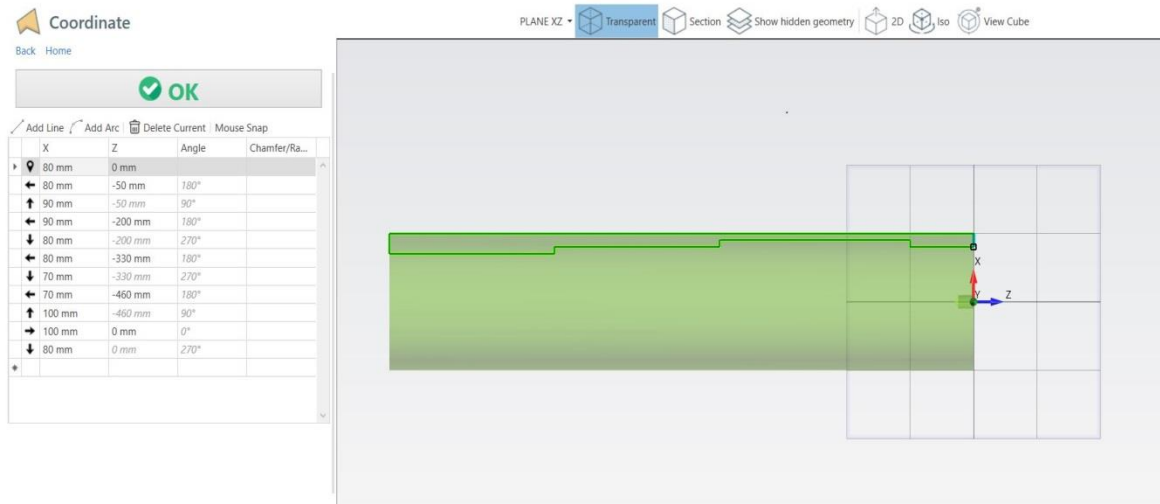 Coordinate
Back Home
OK
Add Line Add Arc Delete Current Mouse Snap
X Z Angle Chamfer/Ra...
80 mm 0 mm
80 mm -50 mm 180°
90 mm -50 mm 90°
90 mm -200 mm 180°
80 mm -200 mm 270°
80 mm -330 mm 180°
70 mm -330 mm 270°
70 mm -460 mm 180°
100 mm -460 mm 90°
100 mm 0 mm 0°
80 mm 0 mm 270°
PLANE XZ Transparent Section Show hidden geometry 2D Iso View Cube
X
Y Z